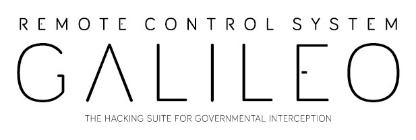 REMOTE CONTROL SYSTEM
GALILEO
THE HACKING SUITE FOR GOVERNMENTAL INTERCEPTION